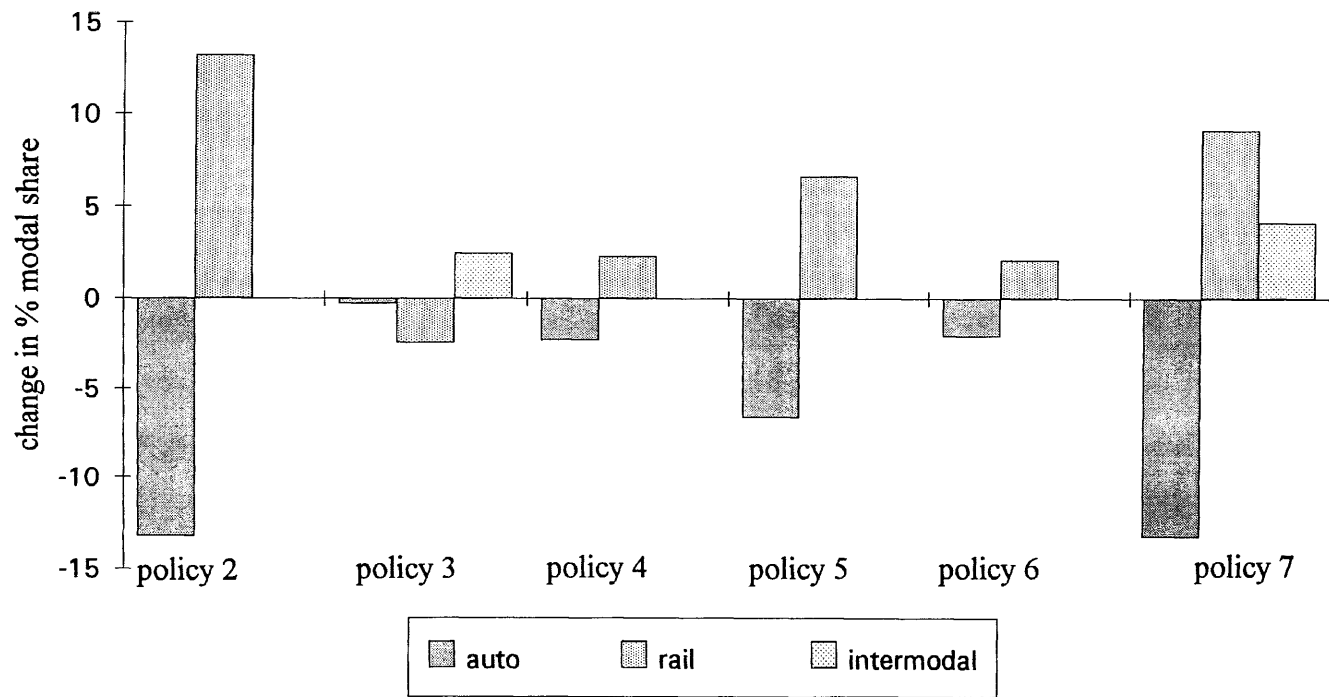 15
10
5
0
-5
-10
-15
change in % modal share
policy 2 policy 3 policy 4 policy 5 policy 6 policy 7
auto rail intermodal